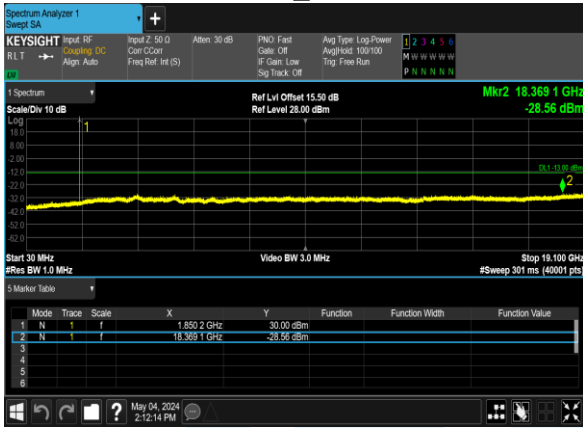 Spectrum Analyzer 1
Swept SA
+
KEYSIGHT Input: RF Input Z: 50 Ω Atten: 30 dB PNO: Fast Avg Type: Log-Power 1 2 3 4 5 6
RLT Coupling: DC Corr CCorr Gate: Off Avg|Hold: 100/100 M W W W W W
Align: Auto Freq Ref: Int (S) IF Gain: Low Trig: Free Run
Sig Track: Off P N N N N N
LW
1 Spectrum Ref Lvl Offset 15.50 dB Mkr2 18.369 1 GHz
Scale/Div 10 dB Ref Level 28.00 dBm -28.56 dBm
Log
18.0 1
8.00
-2.00
-12.0 DL1 -13.00 dBm
-22.0 2
-32.0
-42.0
-52.0
-62.0
Start 30 MHz Video BW 3.0 MHz Stop 19.100 GHz
#Res BW 1.0 MHz #Sweep 301 ms (40001 pts)
5 Marker Table
Mode Trace Scale X Y Function Function Width Function Value
1 N 1 f 1.850 2 GHz 30.00 dBm
2 N 1 f 18.369 1 GHz -28.56 dBm
3
4
5
6
? May 04, 2024
2:12:14 PM